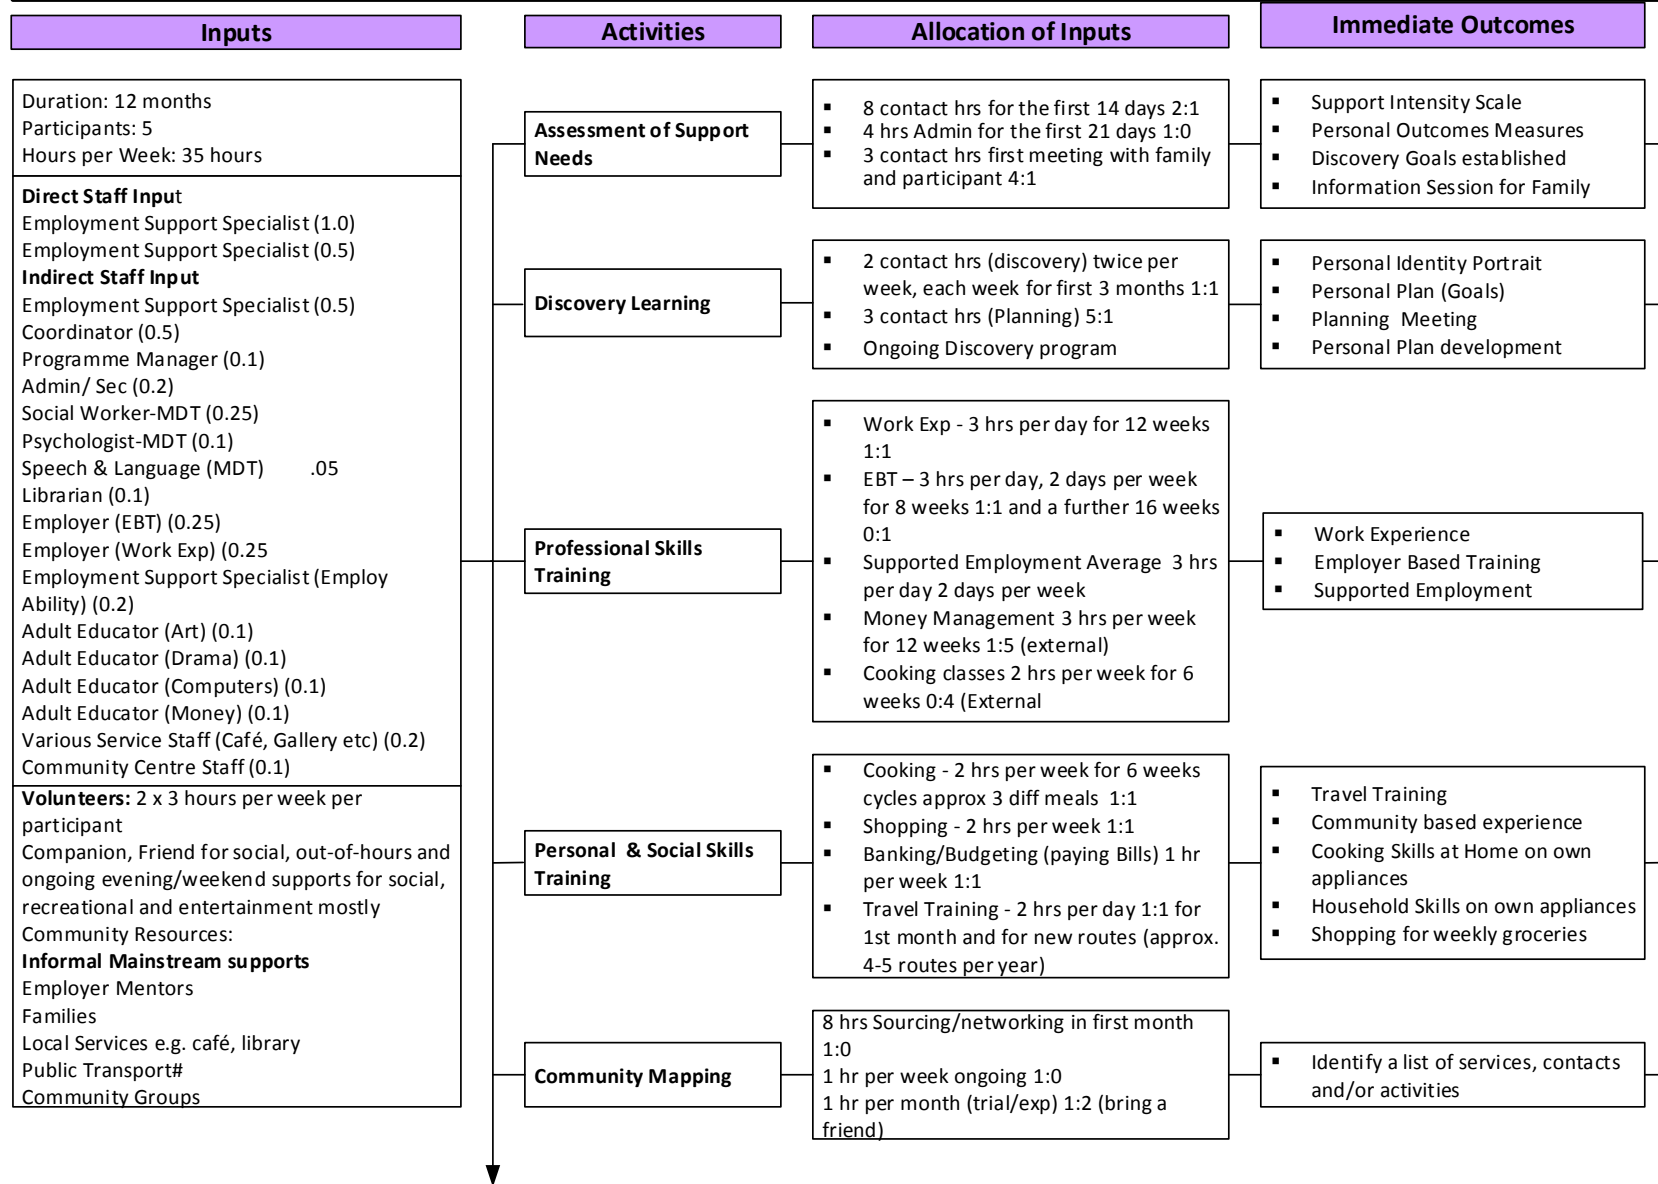 Inputs
Activities
Allocation of Inputs
Immediate Outcomes
Duration: 12 months
Participants: 5
Hours per Week: 35 hours
Direct Staff Input
Employment Support Specialist (1.0)
Employment Support Specialist (0.5)
Indirect Staff Input
Employment Support Specialist (0.5)
Coordinator (0.5)
Programme Manager (0.1)
Admin/ Sec (0.2)
Social Worker-MDT (0.25)
Psychologist-MDT (0.1)
Speech & Language (MDT) .05
Librarian (0.1)
Employer (EBT) (0.25)
Employer (Work Exp) (0.25
Employment Support Specialist (Employ
Ability) (0.2)
Adult Educator (Art) (0.1)
Adult Educator (Drama) (0.1)
Adult Educator (Computers) (0.1)
Adult Educator (Money) (0.1)
Various Service Staff (Café, Gallery etc) (0.2)
Community Centre Staff (0.1)
Volunteers: 2 x 3 hours per week per
participant
Companion, Friend for social, out-of-hours and
ongoing evening/weekend supports for social,
recreational and entertainment mostly
Community Resources:
Informal Mainstream supports
Employer Mentors
Families
Local Services e.g. café, library
Public Transport#
Community Groups
Assessment of Support
Needs
▪ 8 contact hrs for the first 14 days 2:1
▪ 4 hrs Admin for the first 21 days 1:0
▪ 3 contact hrs first meeting with family
and participant 4:1
▪ Support Intensity Scale
▪ Personal Outcomes Measures
▪ Discovery Goals established
▪ Information Session for Family
Discovery Learning
▪ 2 contact hrs (discovery) twice per
week, each week for first 3 months 1:1
▪ 3 contact hrs (Planning) 5:1
▪ Ongoing Discovery program
▪ Personal Identity Portrait
▪ Personal Plan (Goals)
▪ Planning Meeting
▪ Personal Plan development
Professional Skills
Training
▪ Work Exp - 3 hrs per day for 12 weeks
1:1
▪ EBT – 3 hrs per day, 2 days per week
for 8 weeks 1:1 and a further 16 weeks
0:1
▪ Supported Employment Average 3 hrs
per day 2 days per week
▪ Money Management 3 hrs per week
for 12 weeks 1:5 (external)
▪ Cooking classes 2 hrs per week for 6
weeks 0:4 (External
▪ Work Experience
▪ Employer Based Training
▪ Supported Employment
Personal & Social Skills
Training
▪ Cooking - 2 hrs per week for 6 weeks
cycles approx 3 diff meals 1:1
▪ Shopping - 2 hrs per week 1:1
▪ Banking/Budgeting (paying Bills) 1 hr
per week 1:1
▪ Travel Training - 2 hrs per day 1:1 for
1st month and for new routes (approx.
4-5 routes per year)
▪ Travel Training
▪ Community based experience
▪ Cooking Skills at Home on own
appliances
▪ Household Skills on own appliances
▪ Shopping for weekly groceries
Community Mapping
8 hrs Sourcing/networking in first month
1:0
1 hr per week ongoing 1:0
1 hr per month (trial/exp) 1:2 (bring a
friend)
▪ Identify a list of services, contacts
and/or activities